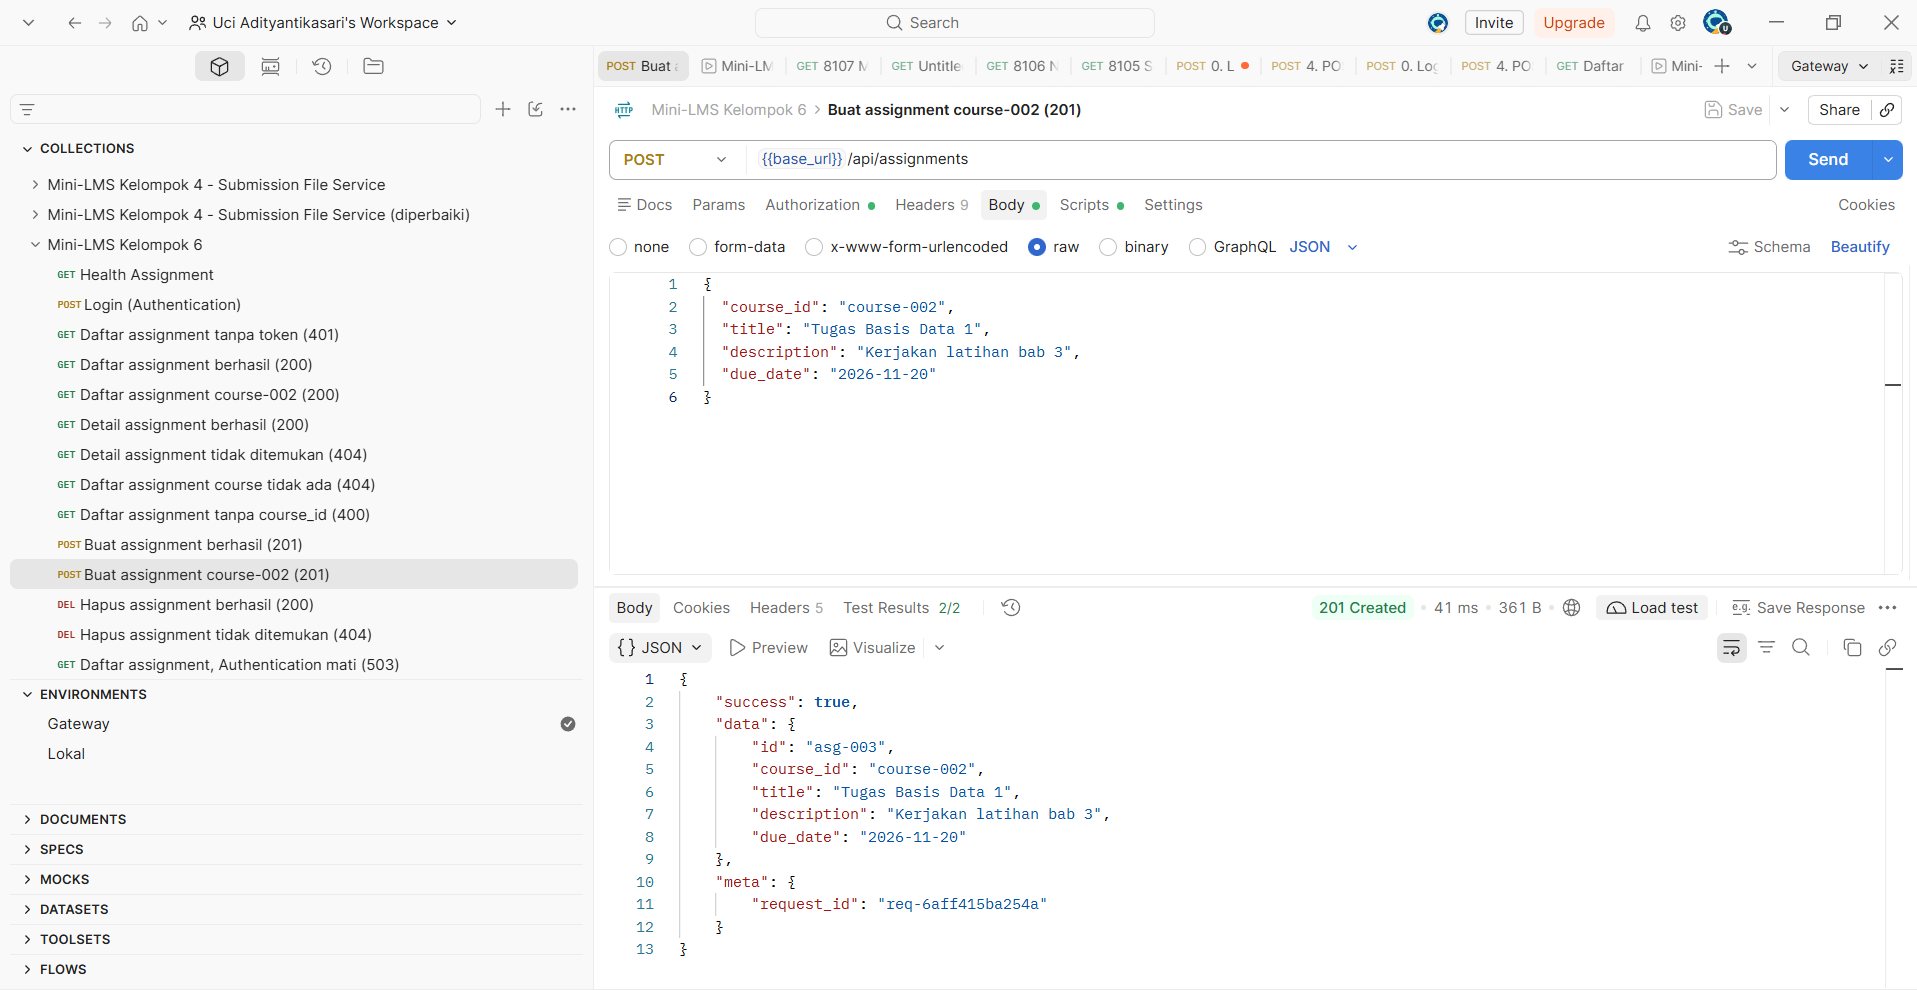 Uci Adityantikasari's Workspace
Search
Invite
Upgrade
POST Buat
Mini-LM
GET 8107
GET Untitle
GET 8106
GET 8105 S
POST 0. L
POST 4. PO
POST 0. Log
POST 4. PO
GET Daftar
Mini-
Gateway
COLLECTIONS
Mini-LMS Kelompok 4 - Submission File Service
Mini-LMS Kelompok 4 - Submission File Service (diperbaiki)
Mini-LMS Kelompok 6
GET Health Assignment
POST Login (Authentication)
GET Daftar assignment tanpa token (401)
GET Daftar assignment berhasil (200)
GET Daftar assignment course-002 (200)
GET Detail assignment berhasil (200)
GET Detail assignment tidak ditemukan (404)
GET Daftar assignment course tidak ada (404)
GET Daftar assignment tanpa course_id (400)
POST Buat assignment berhasil (201)
POST Buat assignment course-002 (201)
DEL Hapus assignment berhasil (200)
DEL Hapus assignment tidak ditemukan (404)
GET Daftar assignment, Authentication mati (503)
ENVIRONMENTS
Gateway
Lokal
DOCUMENTS
SPECS
MOCKS
DATASETS
TOOLSETS
FLOWS
HTTP Mini-LMS Kelompok 6 > Buat assignment course-002 (201)
Save
Share
POST
{{base_url}} /api/assignments
Send
Docs
Params
Authorization
Headers 9
Body
Scripts
Settings
Cookies
none
form-data
x-www-form-urlencoded
raw
binary
GraphQL
JSON
Schema
Beautify
1 {
2 "course_id": "course-002",
3 "title": "Tugas Basis Data 1",
4 "description": "Kerjakan latihan bab 3",
5 "due_date": "2026-11-20"
6 }
Body
Cookies
Headers 5
Test Results 2/2
201 Created
41 ms
361 B
Load test
e.g. Save Response
{} JSON
Preview
Visualize
1 {
2 "success": true,
3 "data": {
4 "id": "asg-003",
5 "course_id": "course-002",
6 "title": "Tugas Basis Data 1",
7 "description": "Kerjakan latihan bab 3",
8 "due_date": "2026-11-20"
9 },
10 "meta": {
11 "request_id": "req-6aff415ba254a"
12 }
13 }